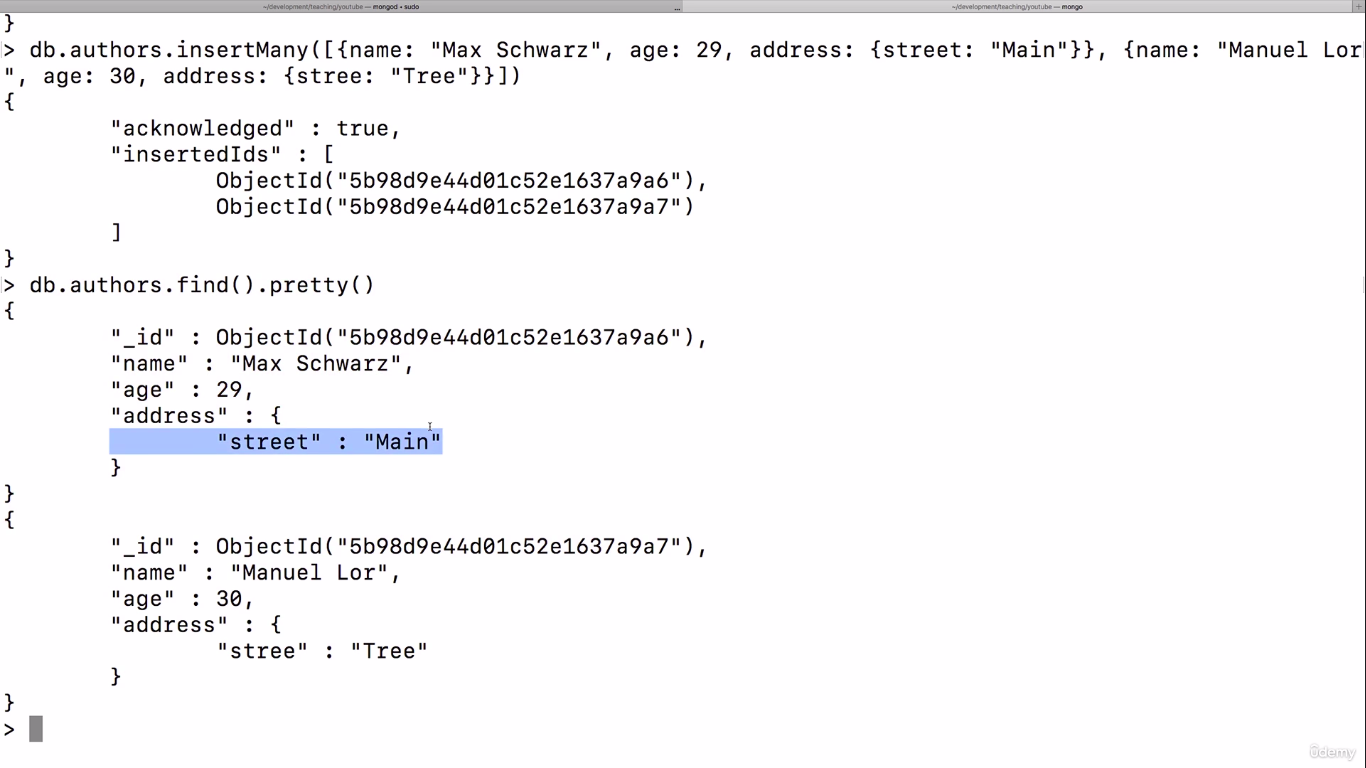 ~/development/teaching/youtube — mongod • sudo ... ~/development/teaching/youtube — mongo +
}
> db.authors.insertMany([{name: "Max Schwarz", age: 29, address: {street: "Main"}}, {name: "Manuel Lor
", age: 30, address: {stree: "Tree"}}])
{
"acknowledged" : true,
"insertedIds" : [
ObjectId("5b98d9e44d01c52e1637a9a6"),
ObjectId("5b98d9e44d01c52e1637a9a7")
]
}
> db.authors.find().pretty()
{
"_id" : ObjectId("5b98d9e44d01c52e1637a9a6"),
"name" : "Max Schwarz",
"age" : 29,
"address" : {
"street" : "Main"
}
}
{
"_id" : ObjectId("5b98d9e44d01c52e1637a9a7"),
"name" : "Manuel Lor",
"age" : 30,
"address" : {
"stree" : "Tree"
}
}
>
ûdemy